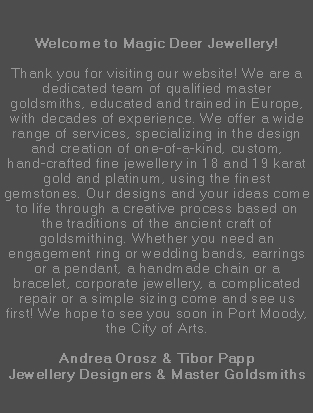 Welcome to Magic Deer Jewellery!
Thank you for visiting our website! We are a
dedicated team of qualified master
goldsmiths, educated and trained in Europe,
with decades of experience. We offer a wide
range of services, specializing in the design
and creation of one-of-a-kind, custom,
hand-crafted fine jewellery in 18 and 19 karat
gold and platinum, using the finest
gemstones. Our designs and your ideas come
to life through a creative process based on
the traditions of the ancient craft of
goldsmithing. Whether you need an
engagement ring or wedding bands, earrings
or a pendant, a handmade chain or a
bracelet, corporate jewellery, a complicated
repair or a simple sizing come and see us
first! We hope to see you soon in Port Moody,
the City of Arts.
Andrea Orosz & Tibor Papp
Jewellery Designers & Master Goldsmiths